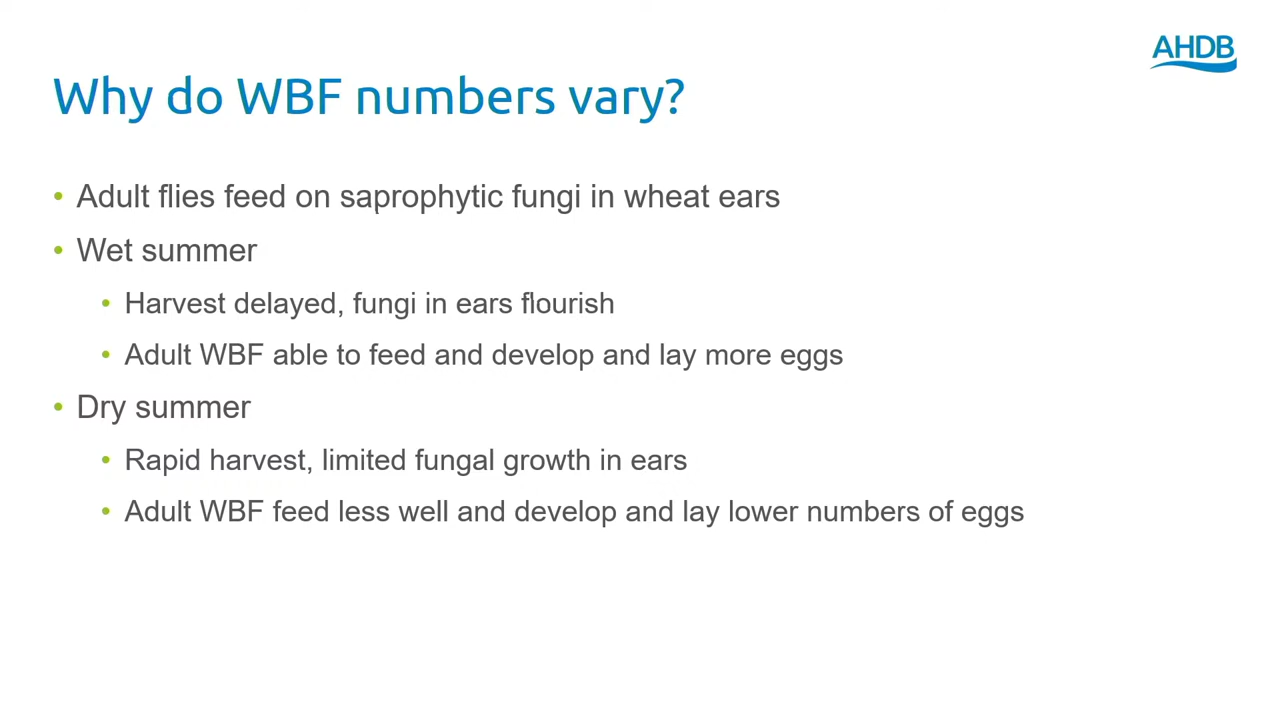 AHDB
Why do WBF numbers vary?
• Adult flies feed on saprophytic fungi in wheat ears
• Wet summer
• Harvest delayed, fungi in ears flourish
• Adult WBF able to feed and develop and lay more eggs
• Dry summer
• Rapid harvest, limited fungal growth in ears
• Adult WBF feed less well and develop and lay lower numbers of eggs